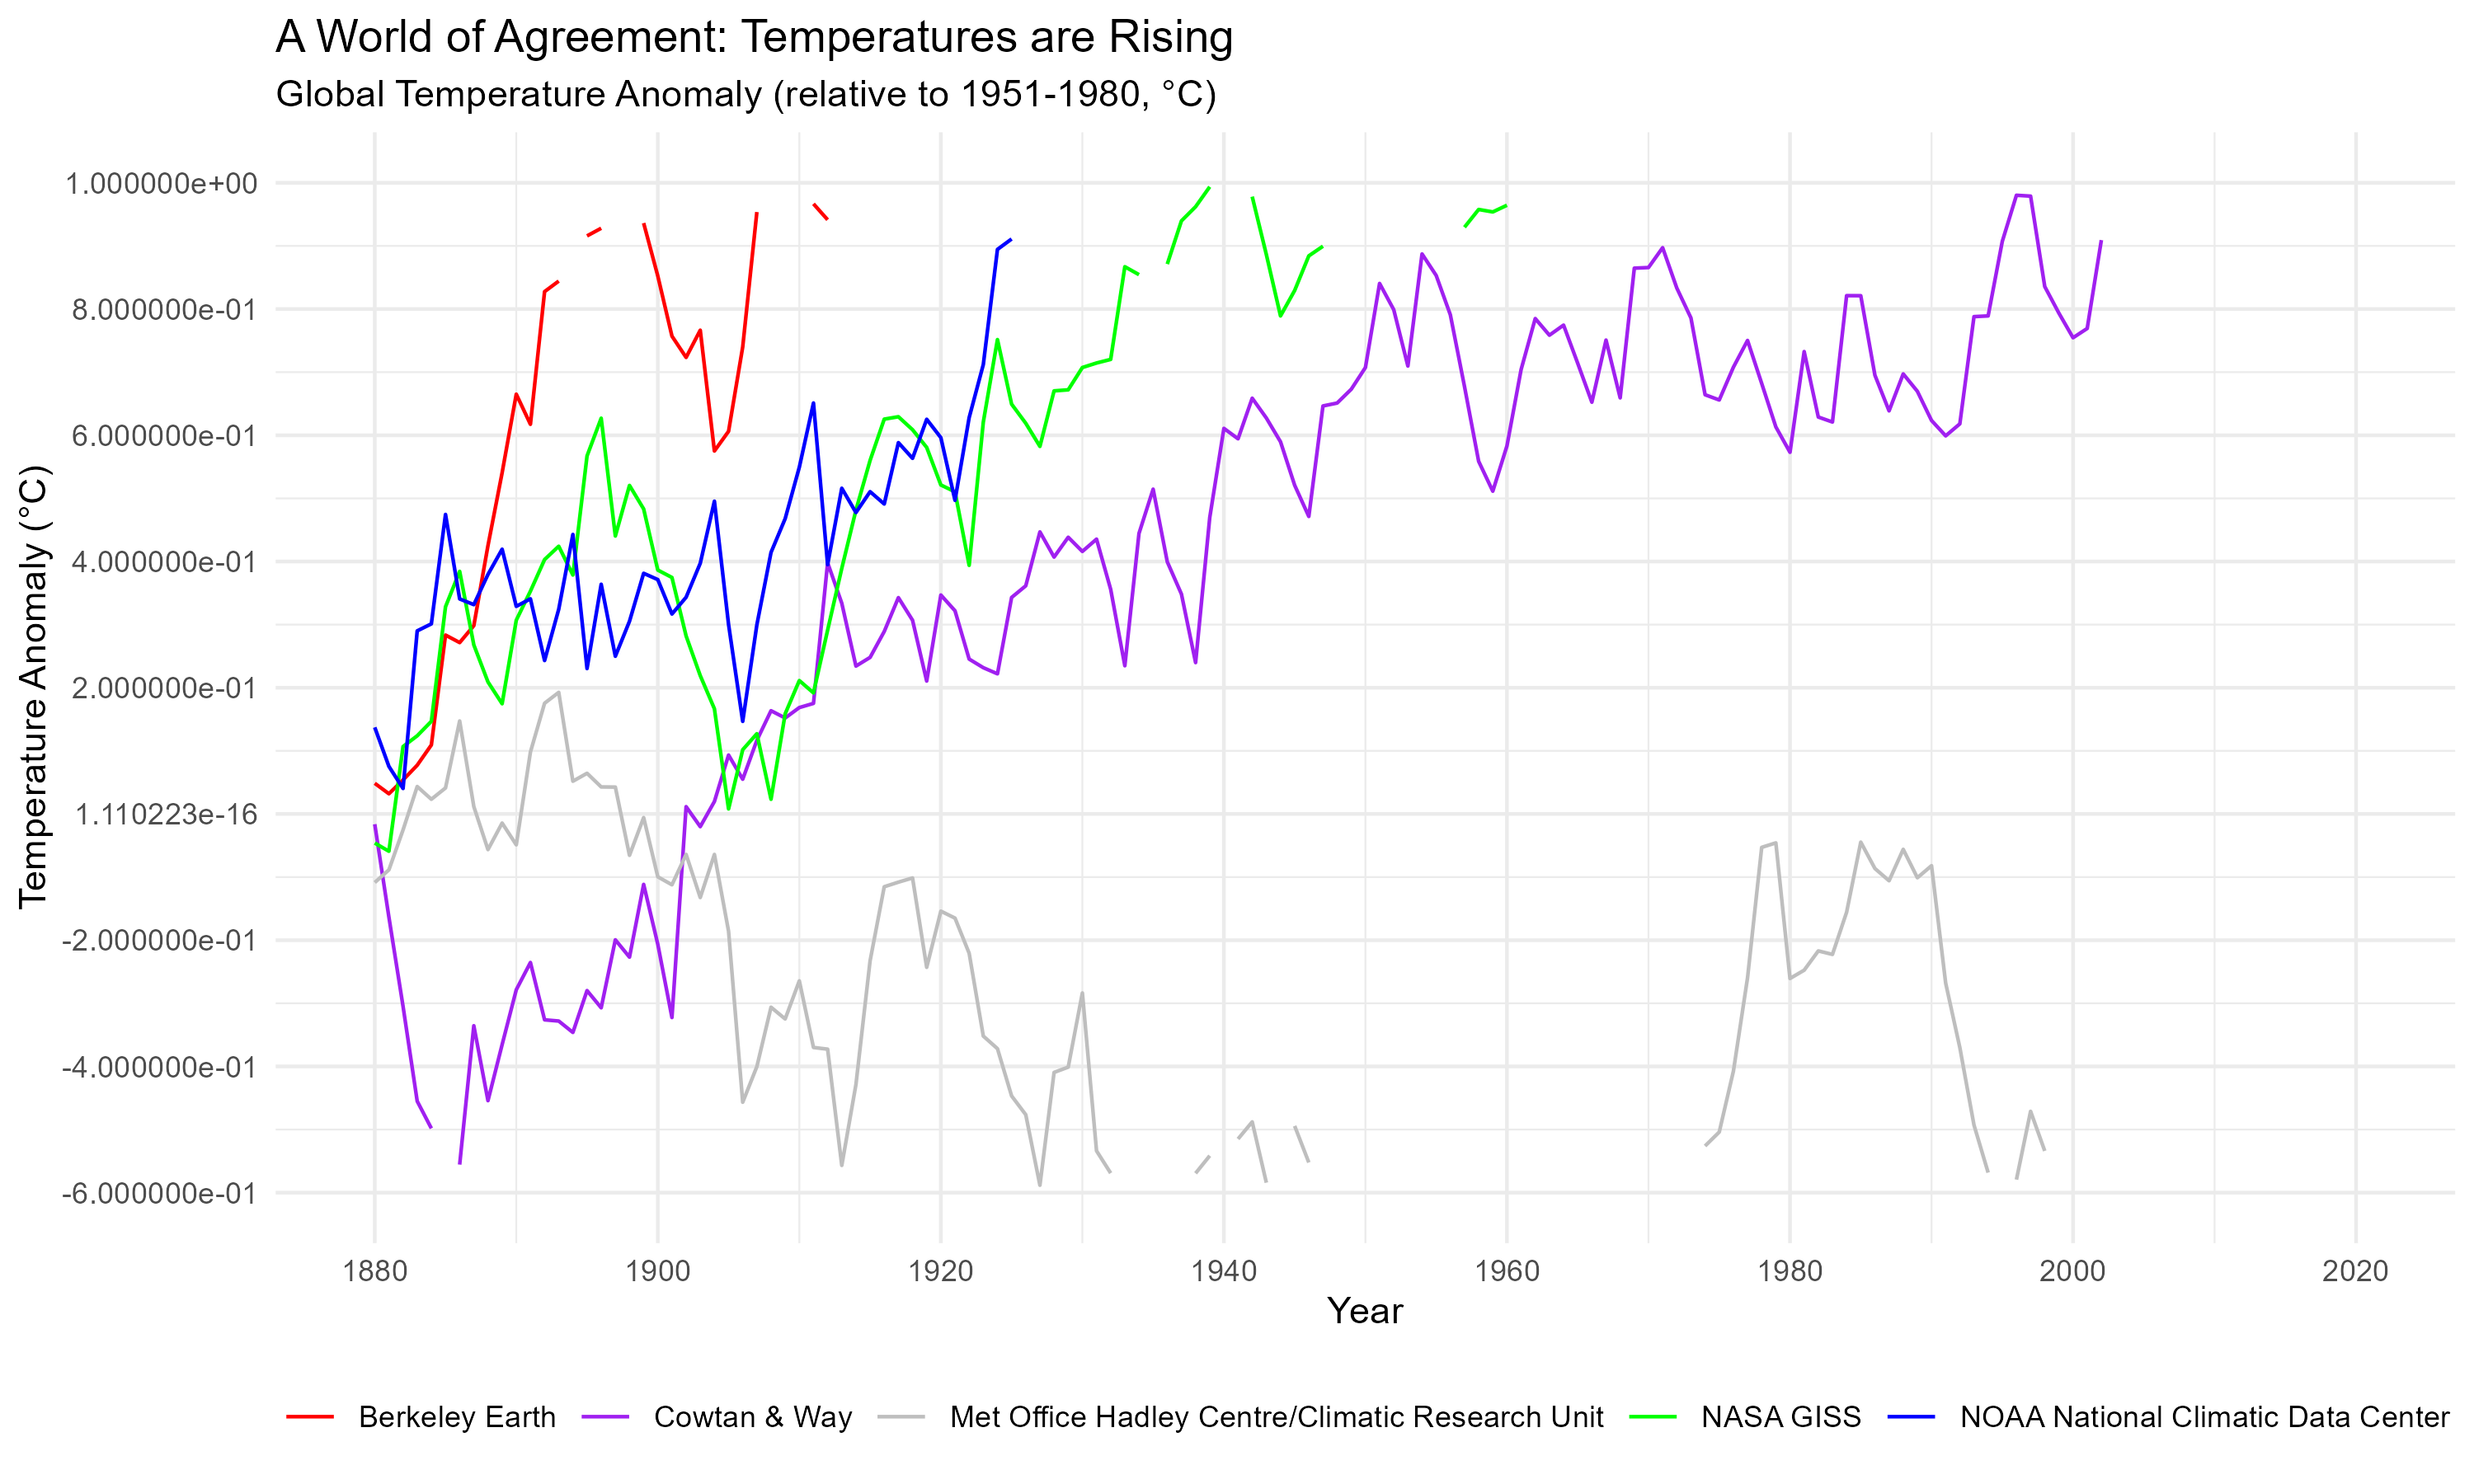 A World of Agreement: Temperatures are Rising
Global Temperature Anomaly (relative to 1951-1980, °C)
Temperature Anomaly (°C)
1.000000e+00
8.000000e-01
6.000000e-01
4.000000e-01
2.000000e-01
1.110223e-16
-2.000000e-01
-4.000000e-01
-6.000000e-01
1880 1900 1920 1940 1960 1980 2000 2020
Year
Berkeley Earth Cowtan & Way Met Office Hadley Centre/Climatic Research Unit NASA GISS NOAA National Climatic Data Center